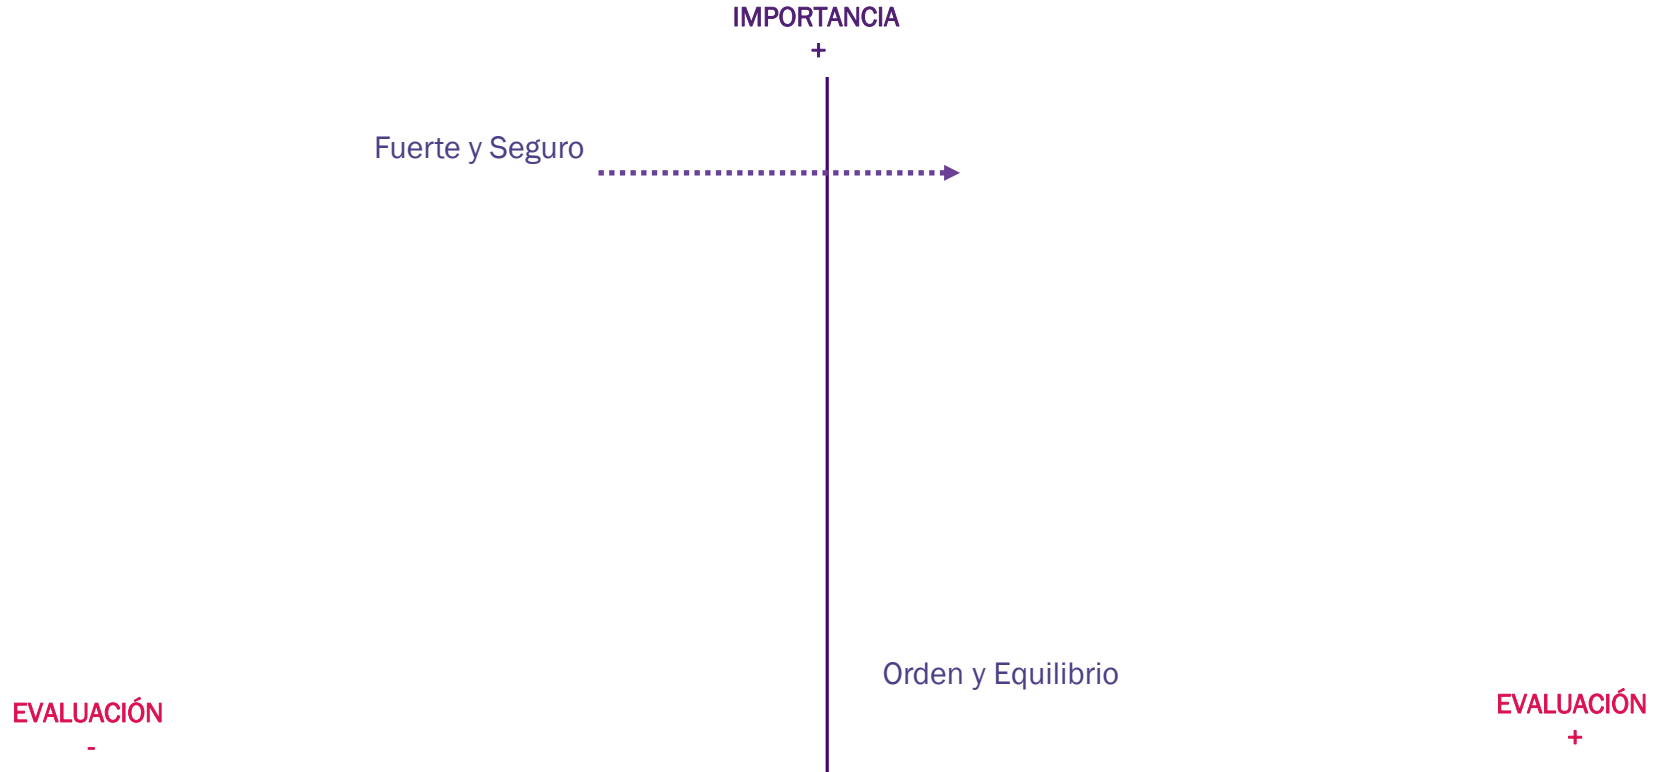 IMPORTANCIA
+
Fuerte y Seguro
Orden y Equilibrio
EVALUACIÓN
-
EVALUACIÓN
+